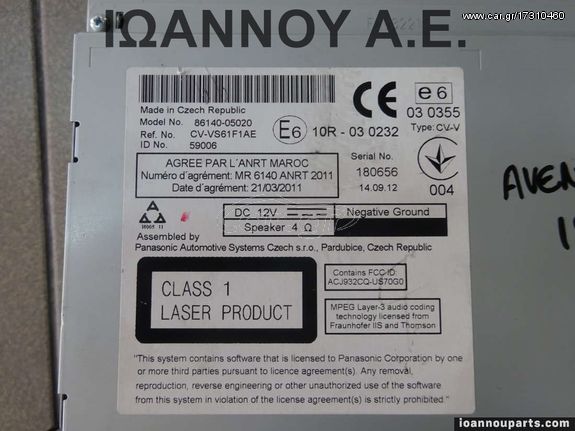 www.car.gr/17310460
ΙΩΑΝΝΟΥ Α.Ε.
Made in Czech Republic
Model No. 86140-05020
Ref. No. CV-VS61F1AE
ID No. 59006
E6 10R - 03 0232
CE
e6
03 0355
Type: CV-V
AGREE PAR L'ANRT MAROC
Numéro d'agrément: MR 6140 ANRT 2011
Date d'agrément: 21/03/2011
Serial No.
180656
14.09.12
004
AVEN
DC 12V
Negative Ground
Speaker 4 Ω
Assembled by
Panasonic Automotive Systems Czech s.r.o., Pardubice, Czech Republic
CLASS 1
LASER PRODUCT
Contains FCC ID:
ACJ932CQ-US70G0
MPEG Layer-3 audio coding
technology licensed from
Fraunhofer IIS and Thomson
"This system contains software that is licensed to Panasonic Corporation by one
or more third parties pursuant to licence agreement(s). Any removal,
reproduction, reverse engineering or other unauthorized use of the software
from this system in violation of the license agreement(s) is strictly prohibited."
ioannouparts.com